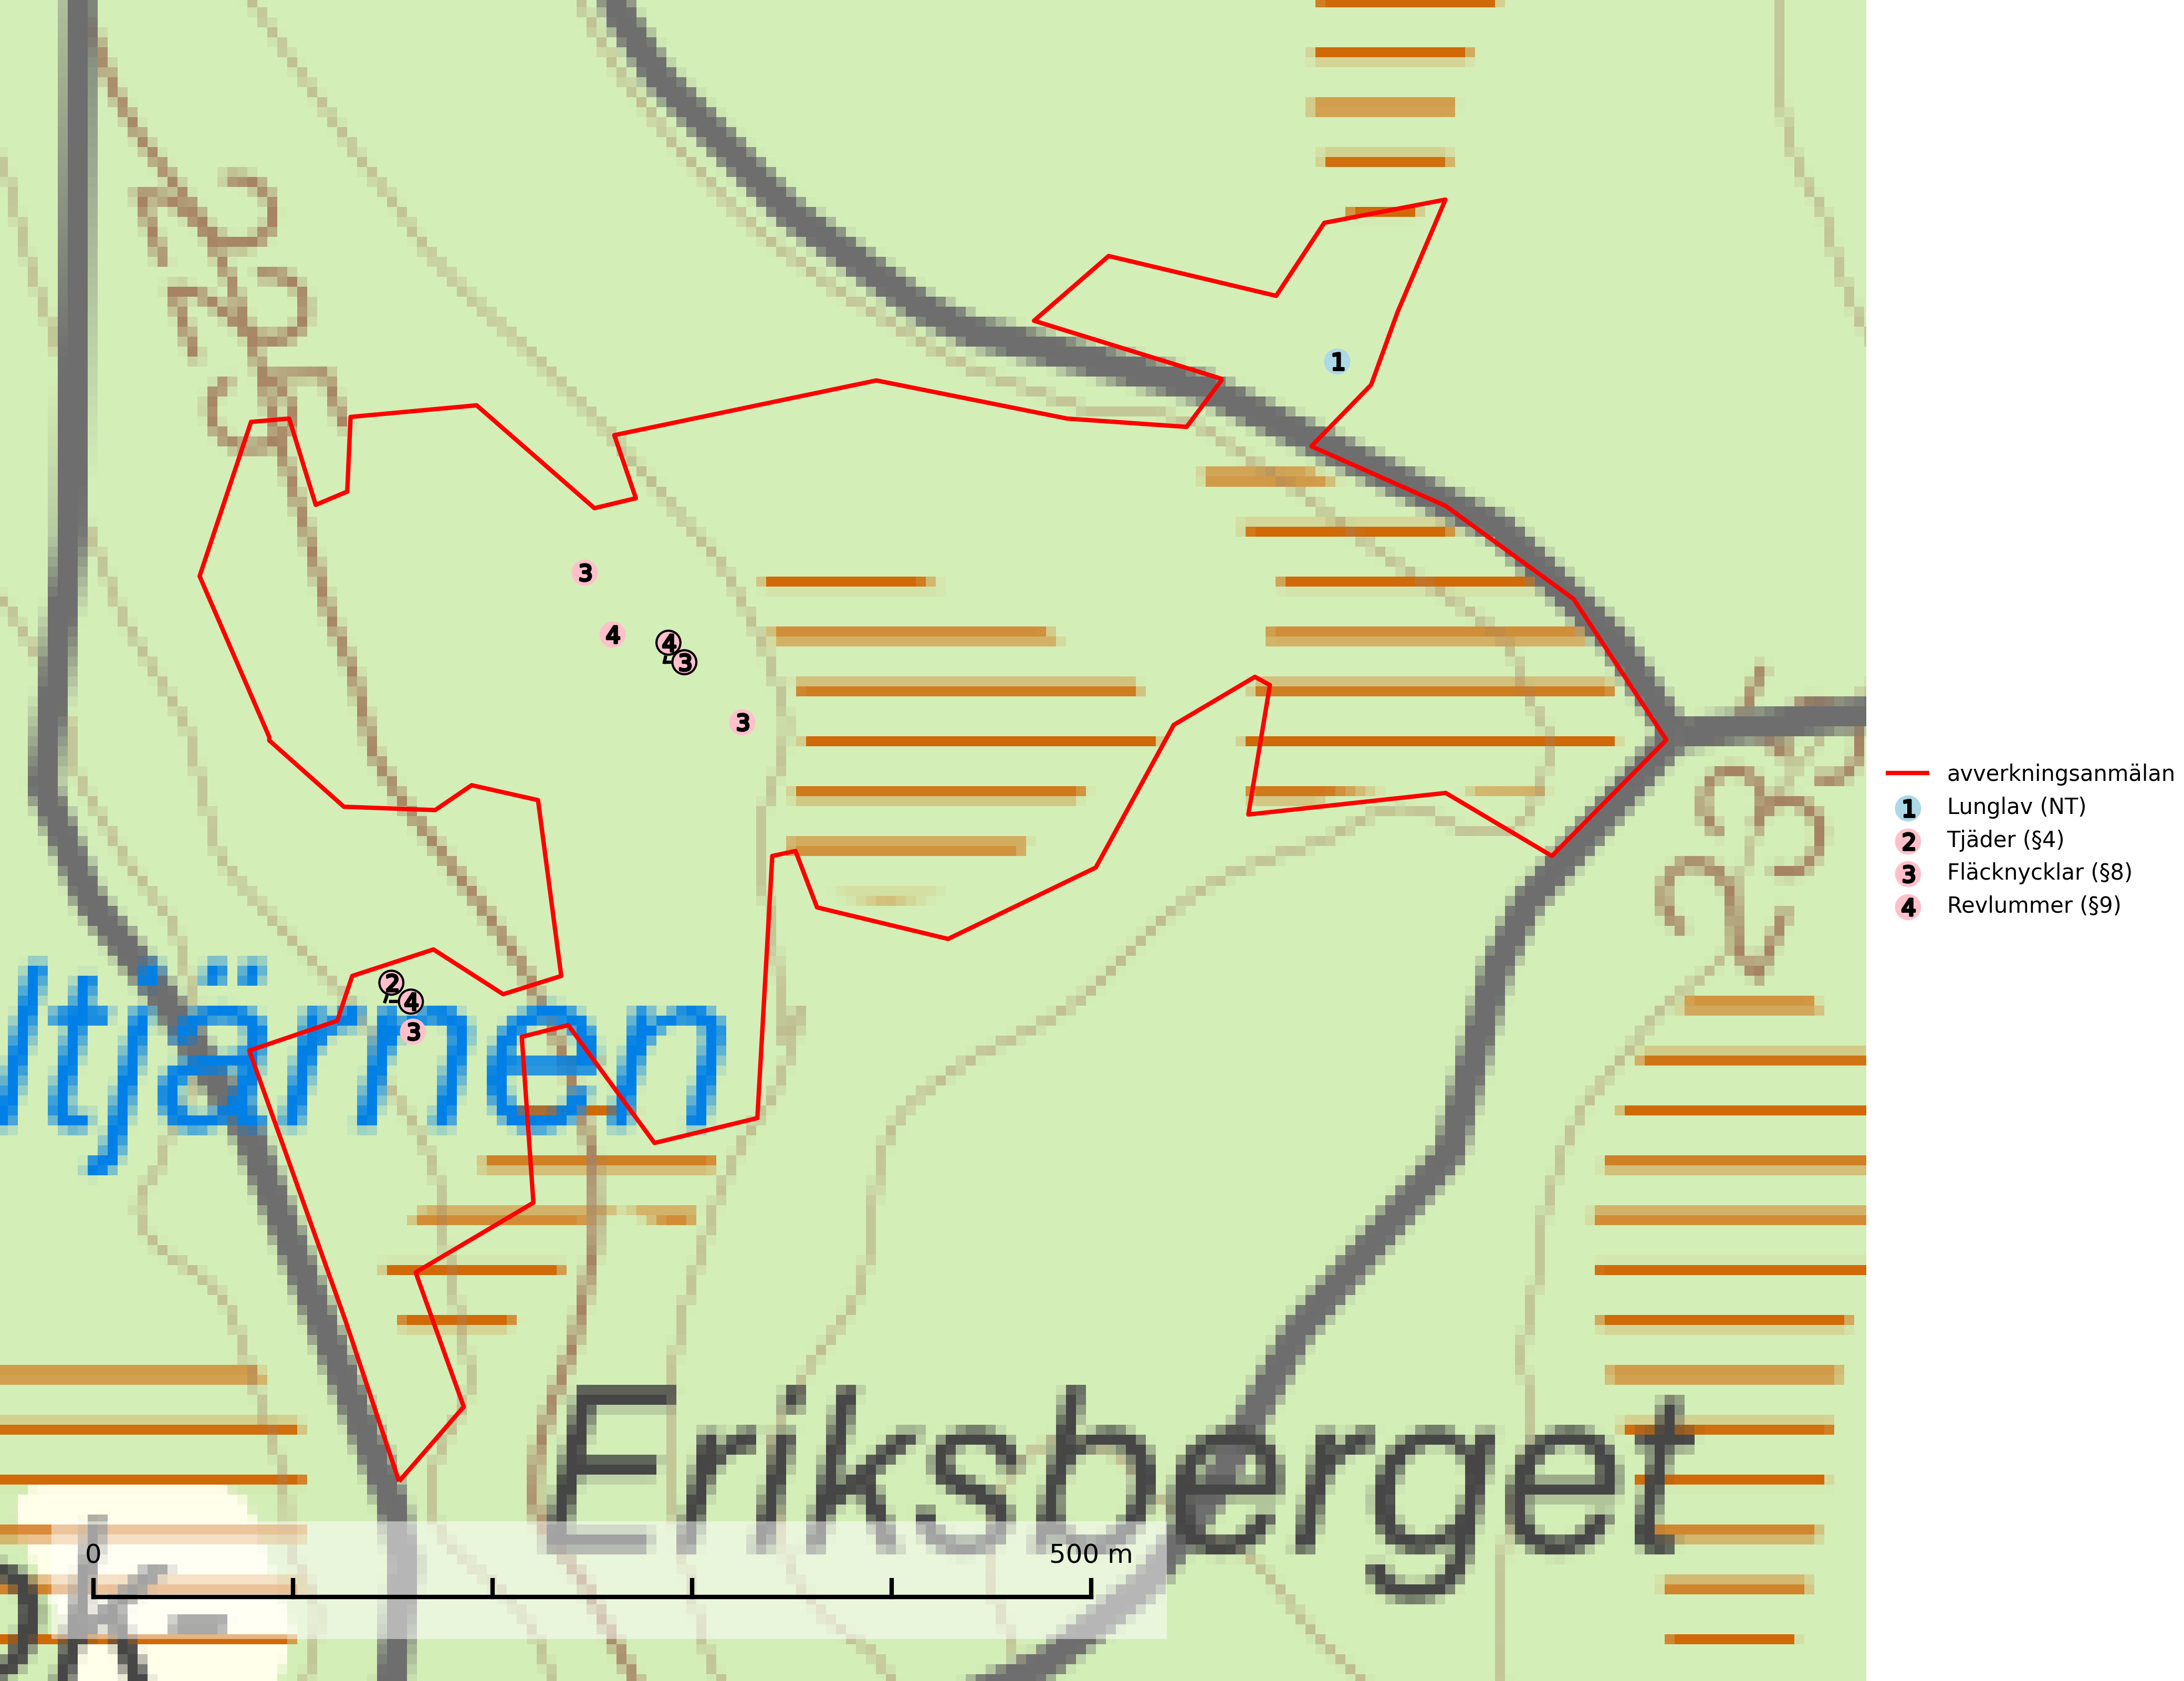 225
1
3
4
4
3
3
230
2
4
3
ltjärnen
Eriksberget
0
500 m
avverkningsanmälan
1 Lunglav (NT)
2 Tjäder (§4)
3 Fläcknycklar (§8)
4 Revlummer (§9)